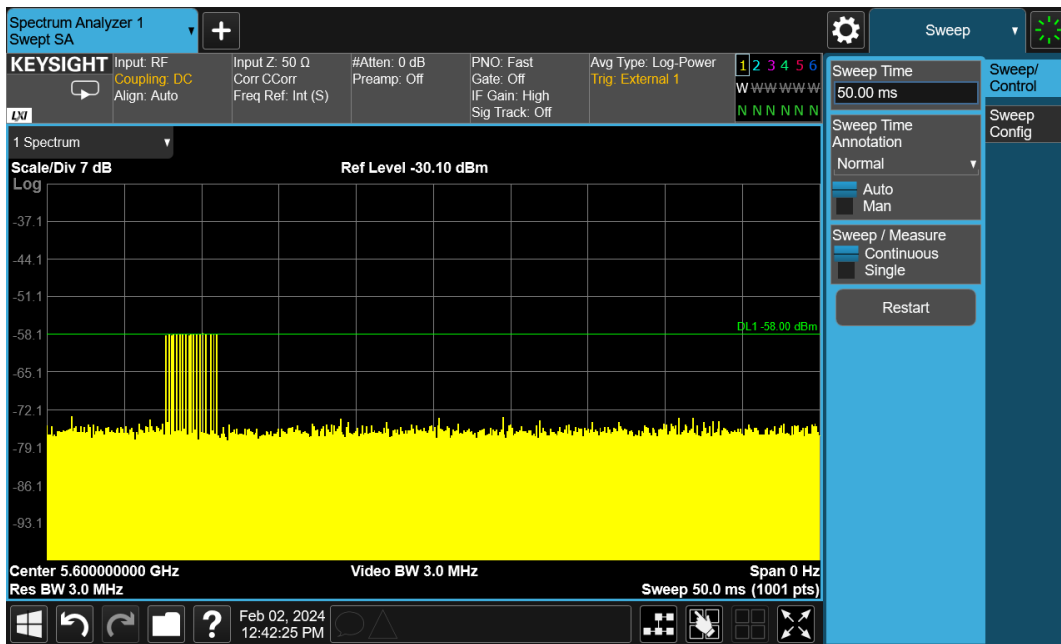 Spectrum Analyzer 1
Swept SA
+
Sweep
KEYSIGHT
LXI
Input: RF
Coupling: DC
Align: Auto
Input Z: 50 Ω
Corr CCorr
Freq Ref: Int (S)
#Atten: 0 dB
Preamp: Off
PNO: Fast
Gate: Off
IF Gain: High
Sig Track: Off
Avg Type: Log-Power
Trig: External 1
1 2 3 4 5 6
W W W W W W
N N N N N N
Sweep Time
50.00 ms
Sweep Time
Annotation
Normal
Auto
Man
Sweep / Measure
Continuous
Single
Restart
Sweep/
Control
Sweep
Config
1 Spectrum
Scale/Div 7 dB
Ref Level -30.10 dBm
Log
-37.1
-44.1
-51.1
-58.1
DL1 -58.00 dBm
-65.1
-72.1
-79.1
-86.1
-93.1
Center 5.600000000 GHz
Video BW 3.0 MHz
Span 0 Hz
Res BW 3.0 MHz
Sweep 50.0 ms (1001 pts)
?
Feb 02, 2024
12:42:25 PM